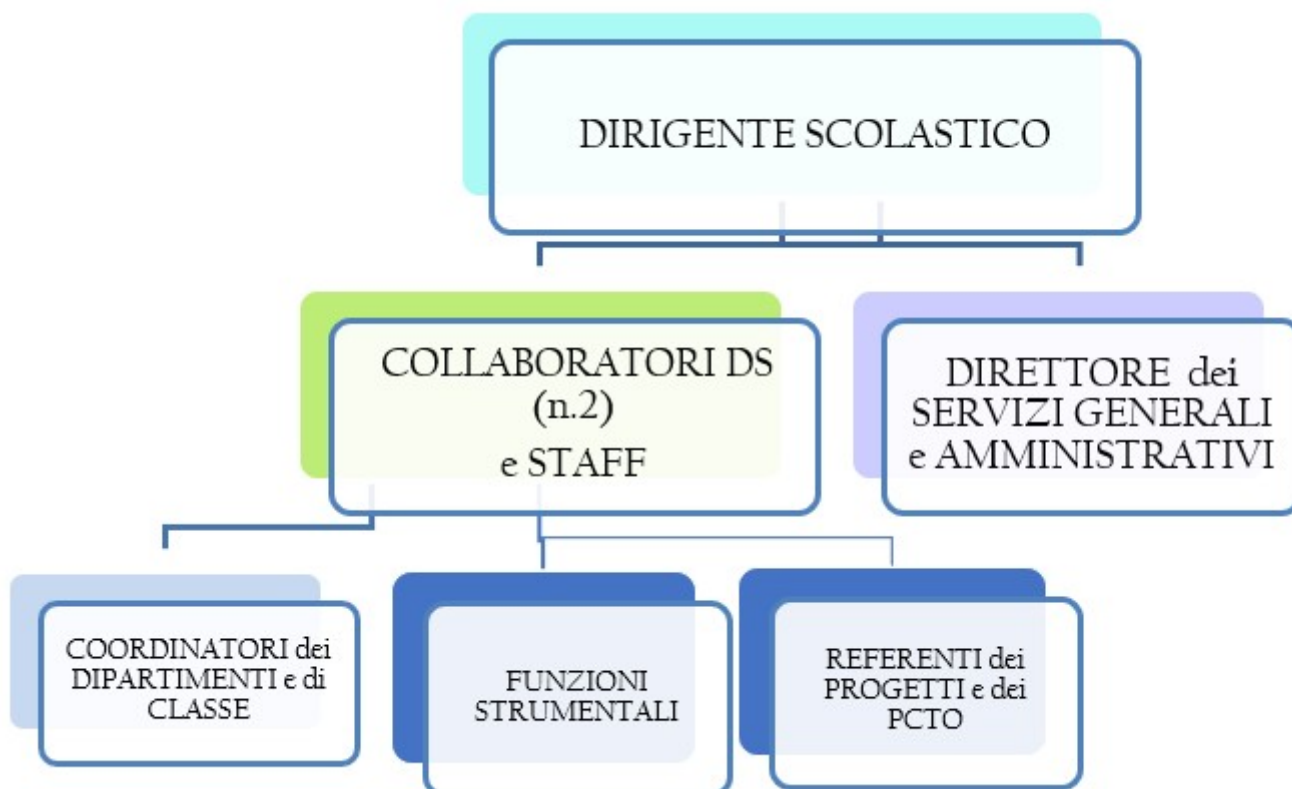 DIRIGENTE SCOLASTICO
COLLABORATORI DS
(n.2)
e STAFF
DIRETTORE dei
SERVIZI GENERALI
e AMMINISTRATIVI
COORDINATORI dei
DIPARTIMENTI e di
CLASSE
FUNZIONI
STRUMENTALI
REFERENTI dei
PROGETTI e dei
PCTO